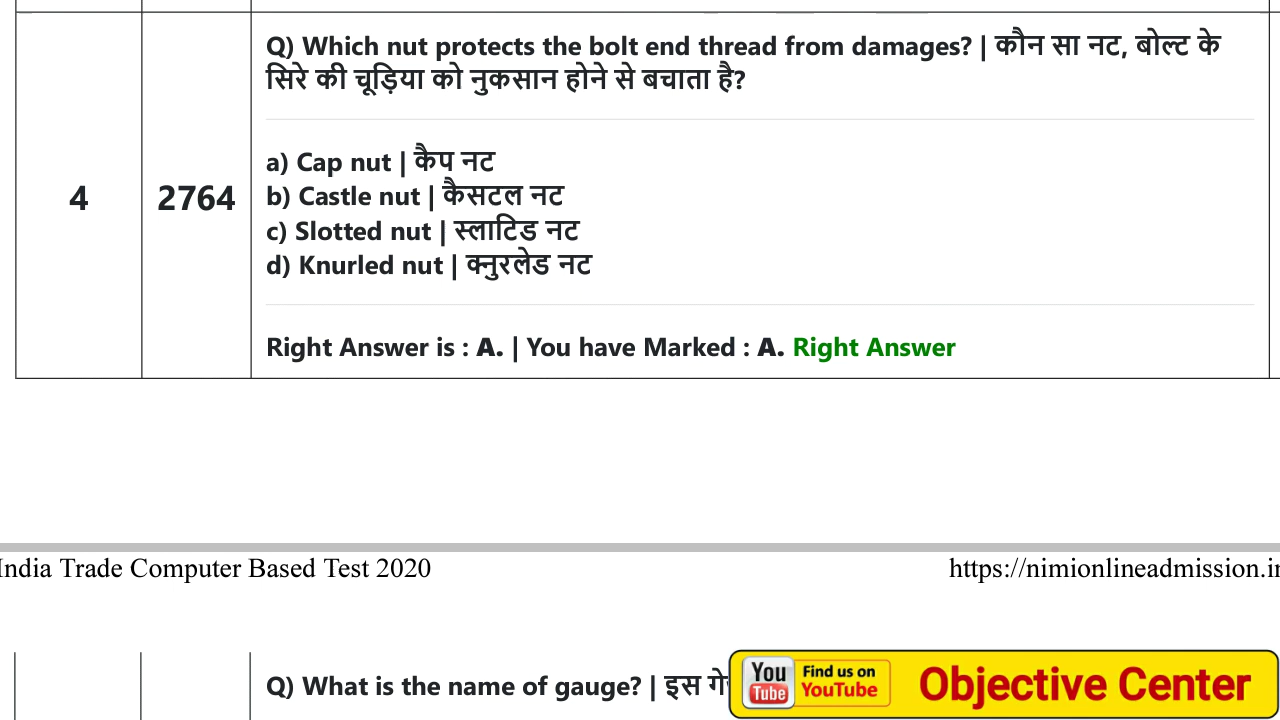 Q) Which nut protects the bolt end thread from damages? | कौन सा नट, बोल्ट के
सिरे की चूड़िया को नुकसान होने से बचाता है?
a) Cap nut | कैप नट
4
2764
b) Castle nut | कैसटल नट
c) Slotted nut | स्लाटिड नट
d) Knurled nut | क्नुरलेड नट
Right Answer is : A. | You have Marked : A. Right Answer
India Trade Computer Based Test 2020
https://nimionlineadmission.in
Q) What is the name of gauge? | इस
You
Tube
Find us on
YouTube
Objective Center